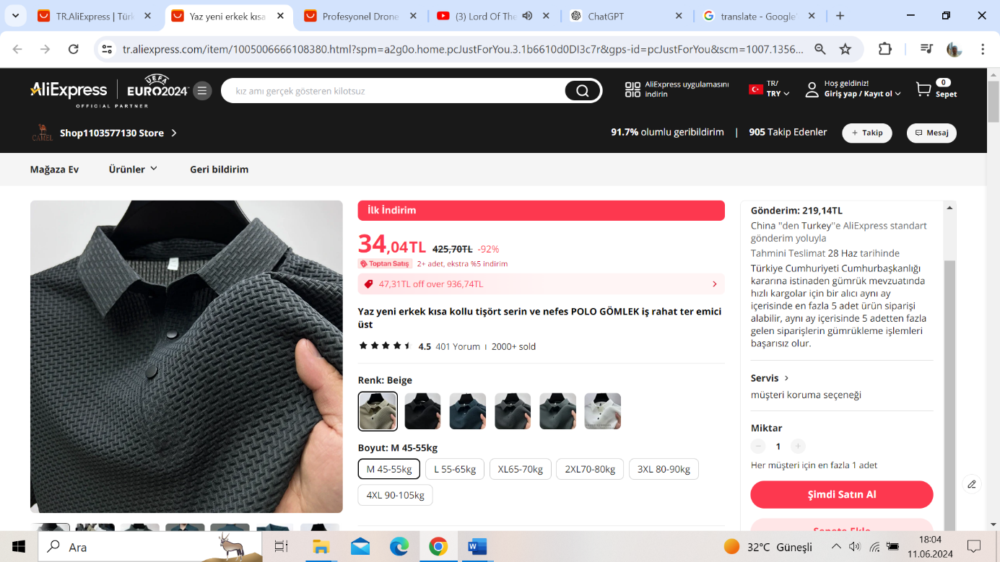 TR.AliExpress | Türk
Yaz yeni erkek kısa
Profesyonel Drone
(3) Lord Of The
ChatGPT
translate - Google'
tr.aliexpress.com/item/1005006666108380.html?spm=a2g0o.home.pcJustForYou.3.1b6610d0DI3c7r&gps-id=pcJustForYou&scm=1007.1356...
AliExpress
UEFA
EURO2024
OFFICIAL PARTNER
kız amı gerçek gösteren kilotsuz
AliExpress uygulamasını
indirin
TR/
TRY
Hoş geldiniz!
Giriş yap / Kayıt ol
0
Sepet
CAMEL
Shop1103577130 Store
91.7% olumlu geribildirim | 905 Takip Edenler
+ Takip
Mesaj
Mağaza Ev
Ürünler
Geri bildirim
İlk İndirim
34,04TL 425,70TL -92%
Toptan Satış 2+ adet, ekstra %5 indirim
47,31TL off over 936,74TL
Yaz yeni erkek kısa kollu tişört serin ve nefes POLO GÖMLEK iş rahat ter emici
üst
4.5 401 Yorum 2000+ sold
Renk: Beige
Boyut: M 45-55kg
M 45-55kg
L 55-65kg
XL65-70kg
2XL70-80kg
3XL 80-90kg
4XL 90-105kg
Gönderim: 219,14TL
China "den Turkey"e AliExpress standart
gönderim yoluyla
Tahmini Teslimat 28 Haz tarihinde
Türkiye Cumhuriyeti Cumhurbaşkanlığı
kararına istinaden gümrük mevzuatında
hızlı kargolar için bir alıcı aynı ay
içerisinde en fazla 5 adet ürün siparişi
alabilir, aynı ay içerisinde 5 adetten fazla
gelen siparişlerin gümrükleme işlemleri
başarısız olur.
Servis
müşteri koruma seçeneği
Miktar
1
Her müşteri için en fazla 1 adet
Şimdi Satın Al
Sepete Ekle
Ara
32°C Güneşli
18:04
11.06.2024